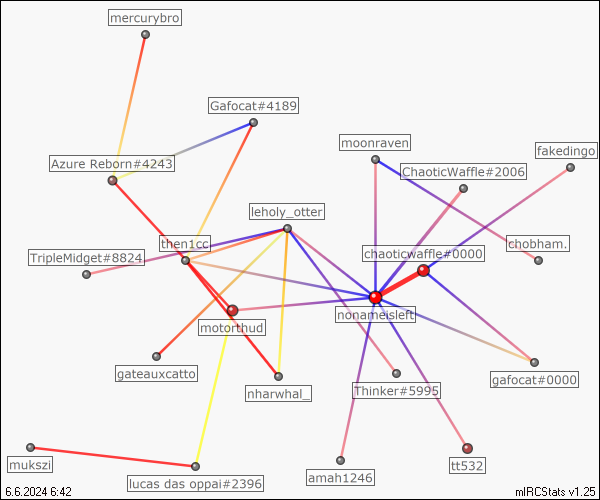 mercurybro
Gafocat#4189
moonraven
fakedingo
Azure Reborn#4243
ChaoticWaffle#2006
leholy_otter
then1cc
chobham.
TripleMidget#8824
chaoticwaffle#0000
nonameisleft
motorthud
gateauxcatto
gafocat#0000
nharwhal_
Thinker#5995
mukszi
tt532
amah1246
lucas das oppai#2396
6.6.2024 6:42
mIRCStats v1.25